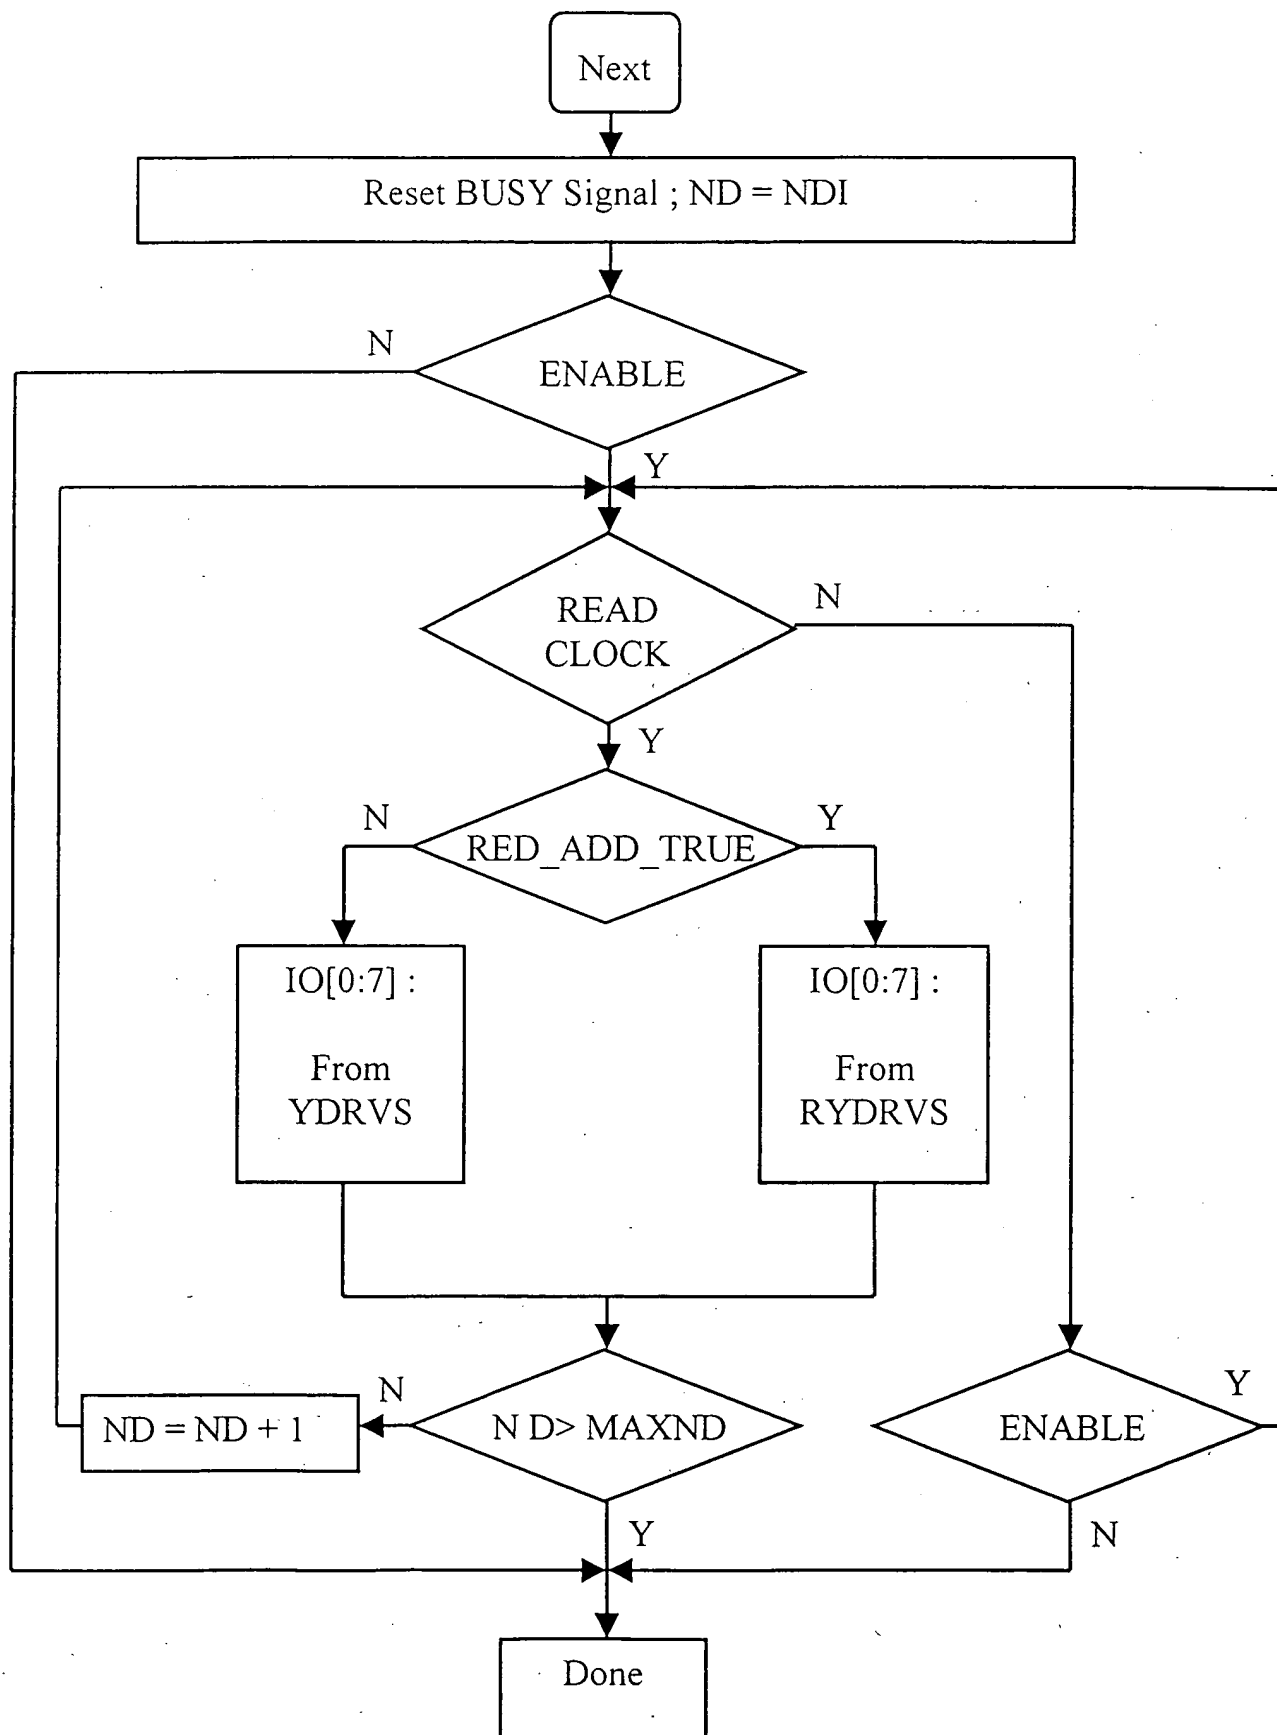 Next
Reset BUSY Signal ; ND = NDI
N
ENABLE
Y
READ
CLOCK
N
Y
N
RED_ADD_TRUE
Y
IO[0:7] :
From
YDRVS
IO[0:7] :
From
RYDRVS
ND = ND + 1
N
N D> MAXND
ENABLE
Y
Y
N
Done